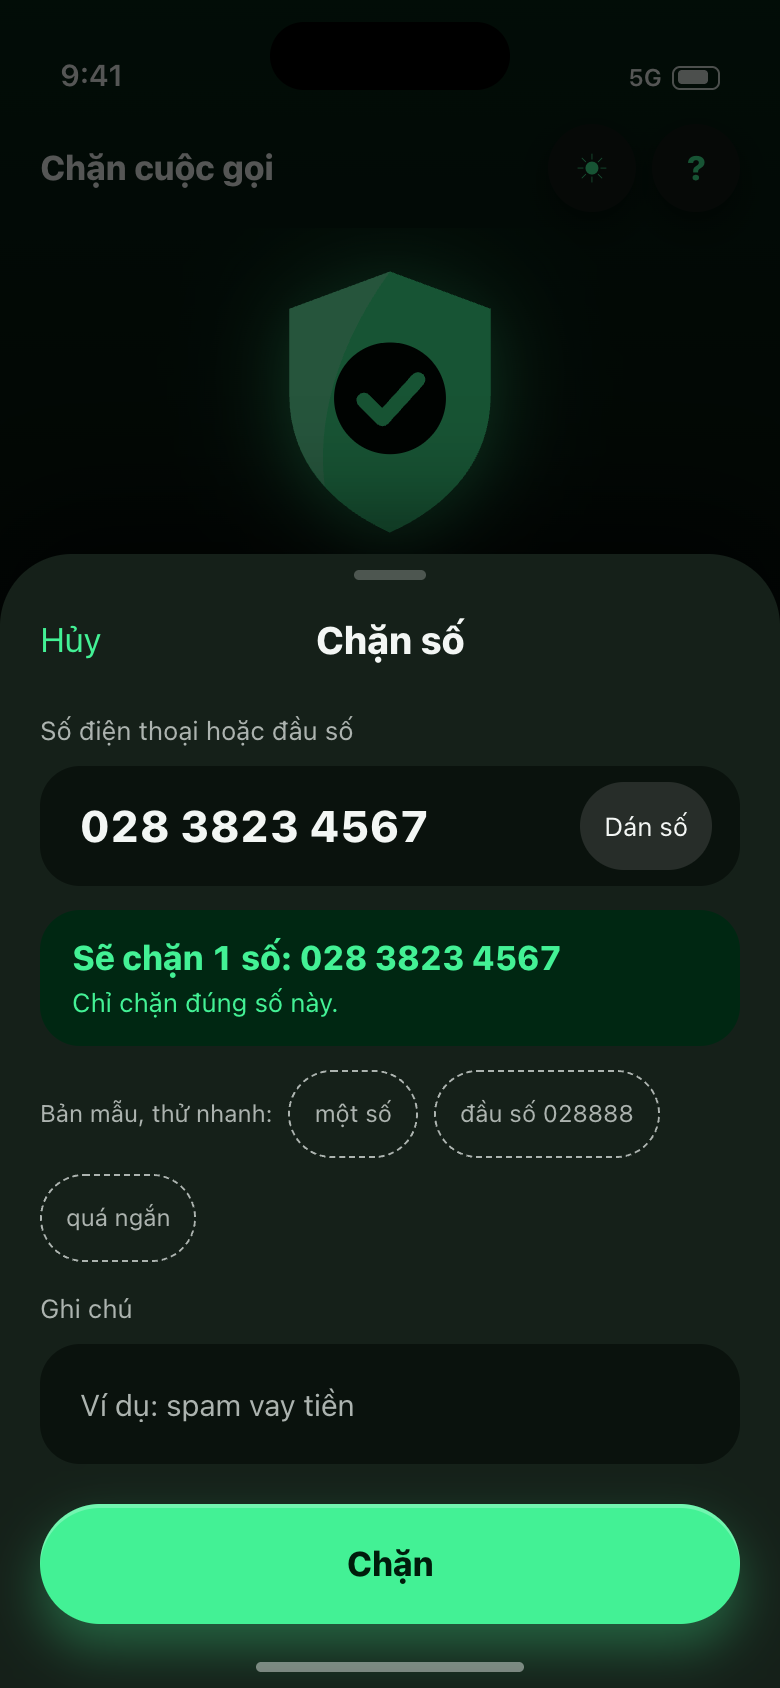 9:41
5G
Chặn cuộc gọi
?
Hủy
Chặn số
Số điện thoại hoặc đầu số
028 3823 4567
Dán số
Sẽ chặn 1 số: 028 3823 4567
Chỉ chặn đúng số này.
Bản mẫu, thử nhanh:
một số
đầu số 028888
quá ngắn
Ghi chú
Ví dụ: spam vay tiền
Chặn